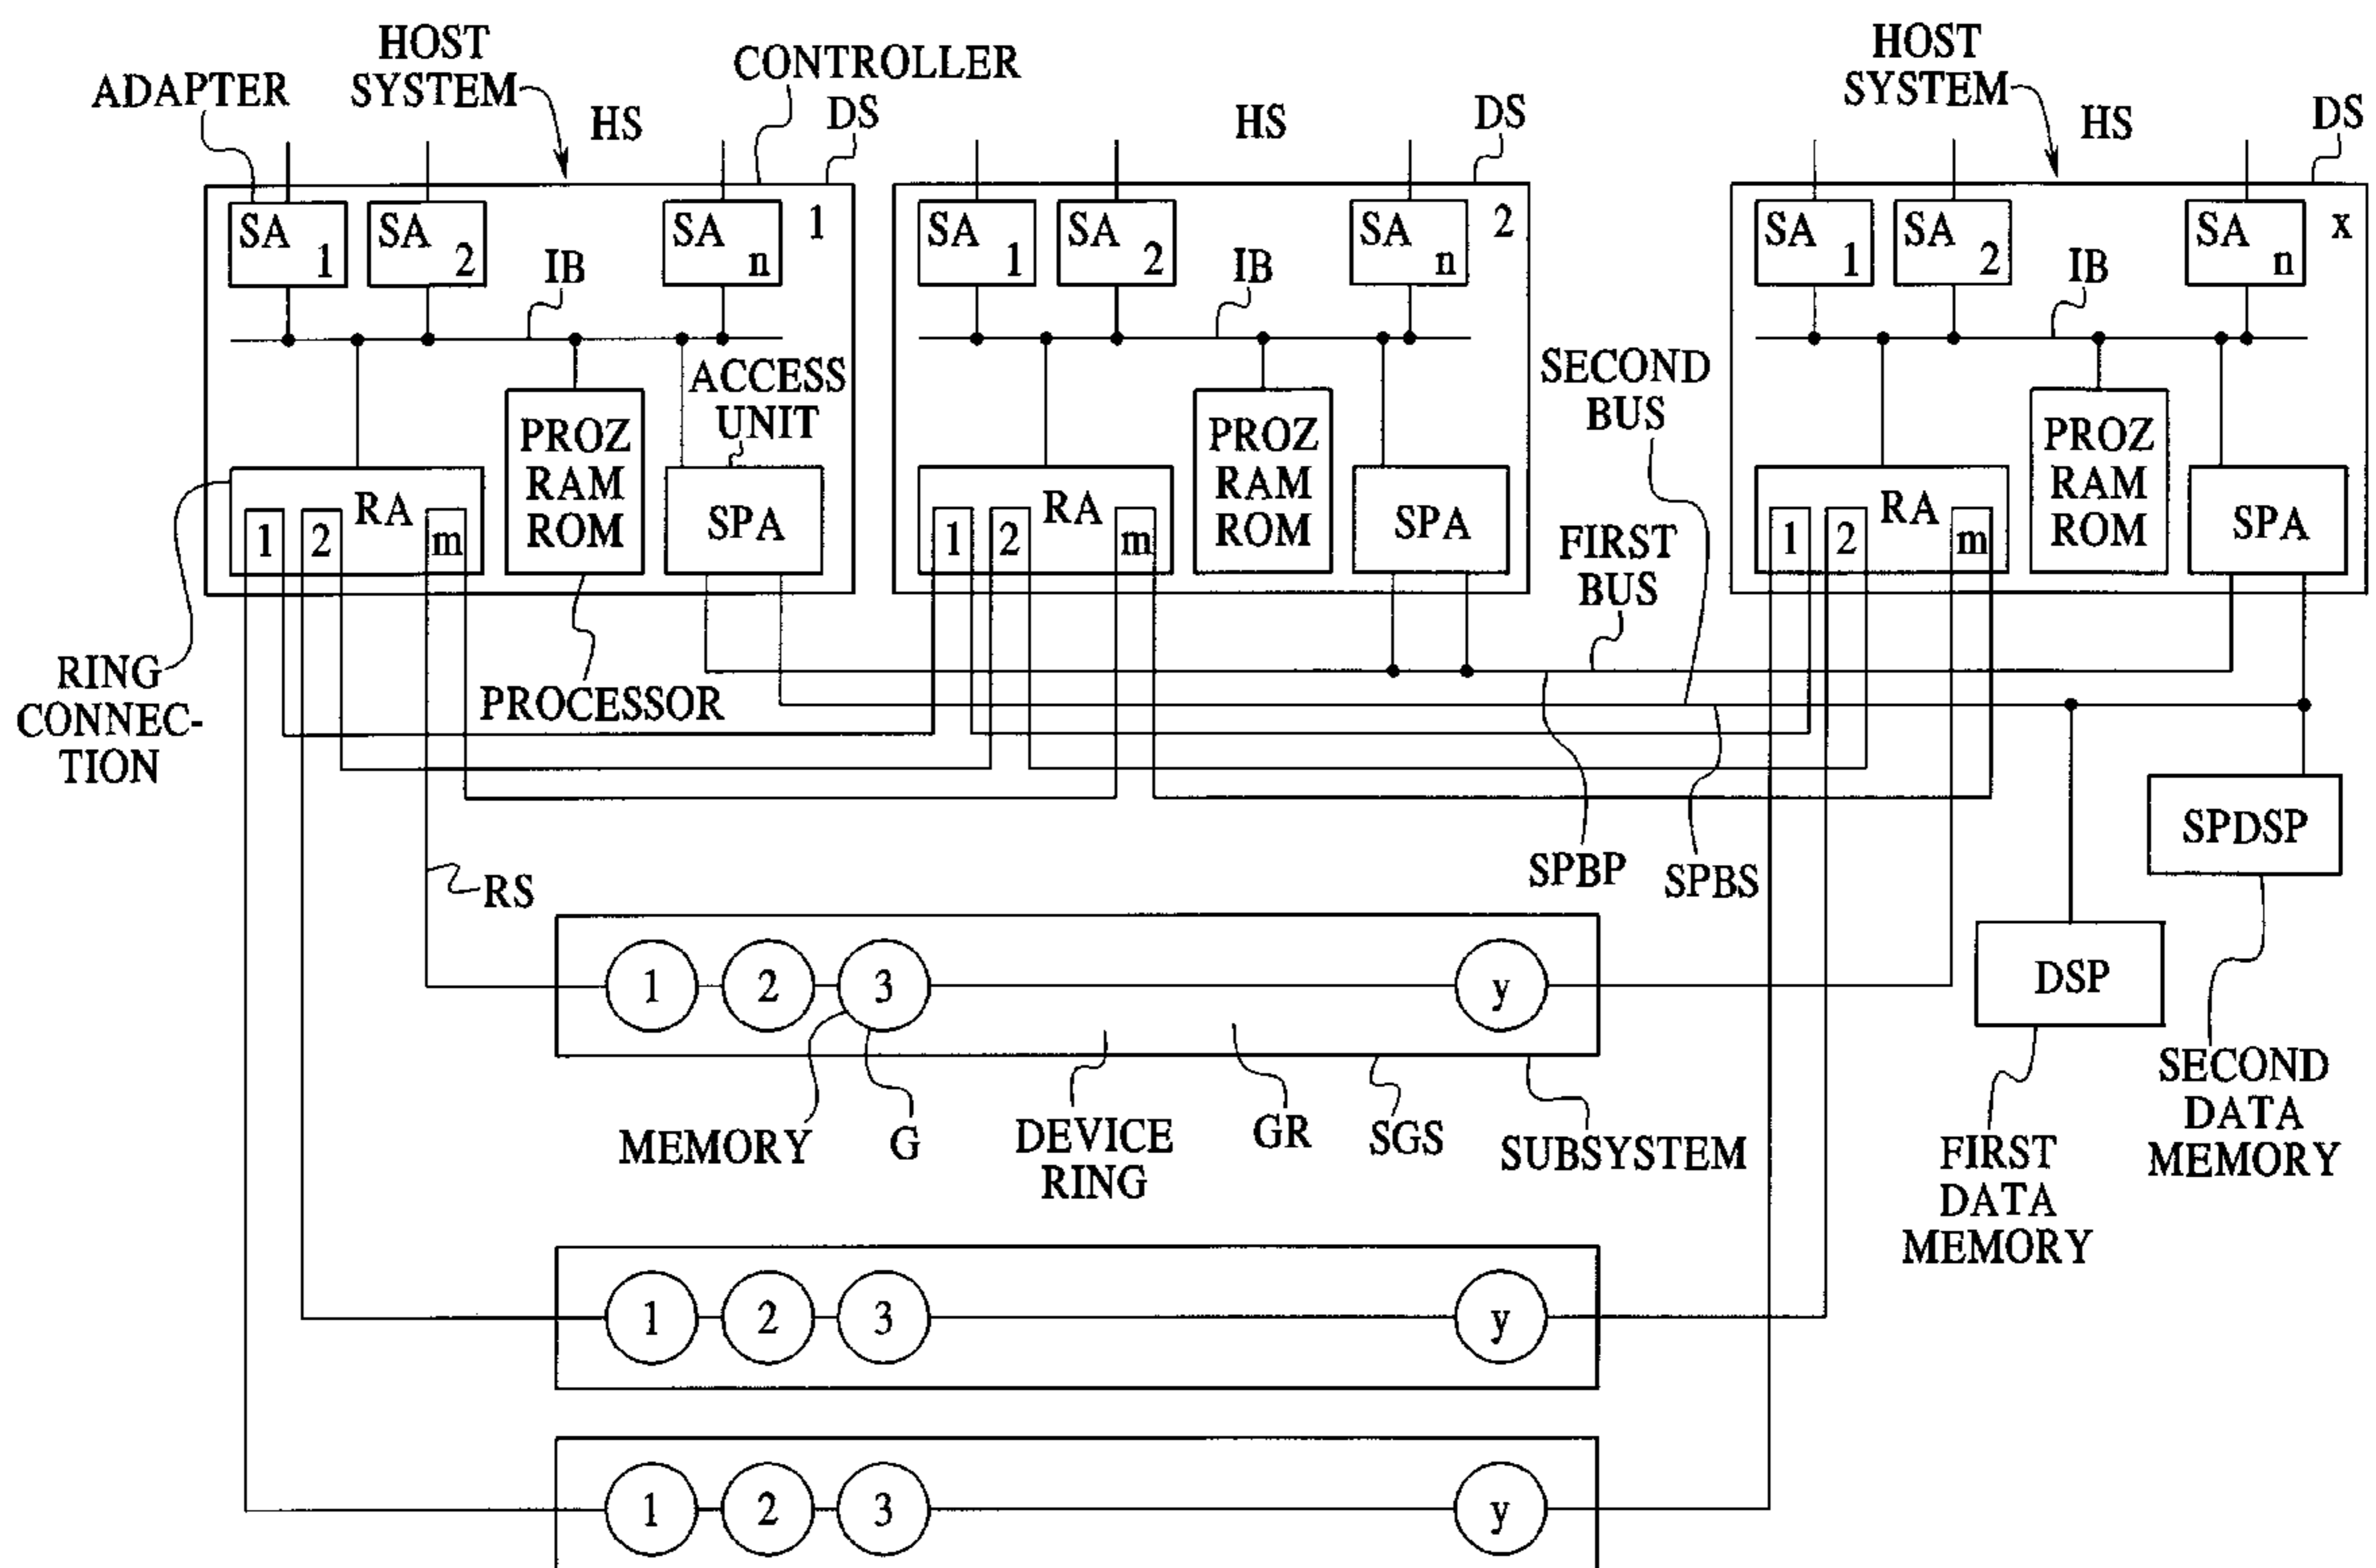 HOST
SYSTEM
ADAPTER
CONTROLLER
HS
DS
HS
DS
HOST
SYSTEM
HS
DS
SA 1
SA 2
SA n
1
SA 1
SA 2
SA n
2
SA 1
SA 2
SA n
x
IB
IB
IB
ACCESS
UNIT
SECOND
BUS
PROZ
RAM
ROM
PROZ
RAM
ROM
PROZ
RAM
ROM
1 2 RA m
SPA
1 2 RA m
SPA
1 2 RA m
SPA
FIRST
BUS
RING
CONNEC-
TION
PROCESSOR
SPBP
SPBS
SPDSP
RS
1 2 3 y
DSP
MEMORY
G
DEVICE
RING
GR
SGS
SUBSYSTEM
FIRST
DATA
MEMORY
SECOND
DATA
MEMORY
1 2 3 y
1 2 3 y